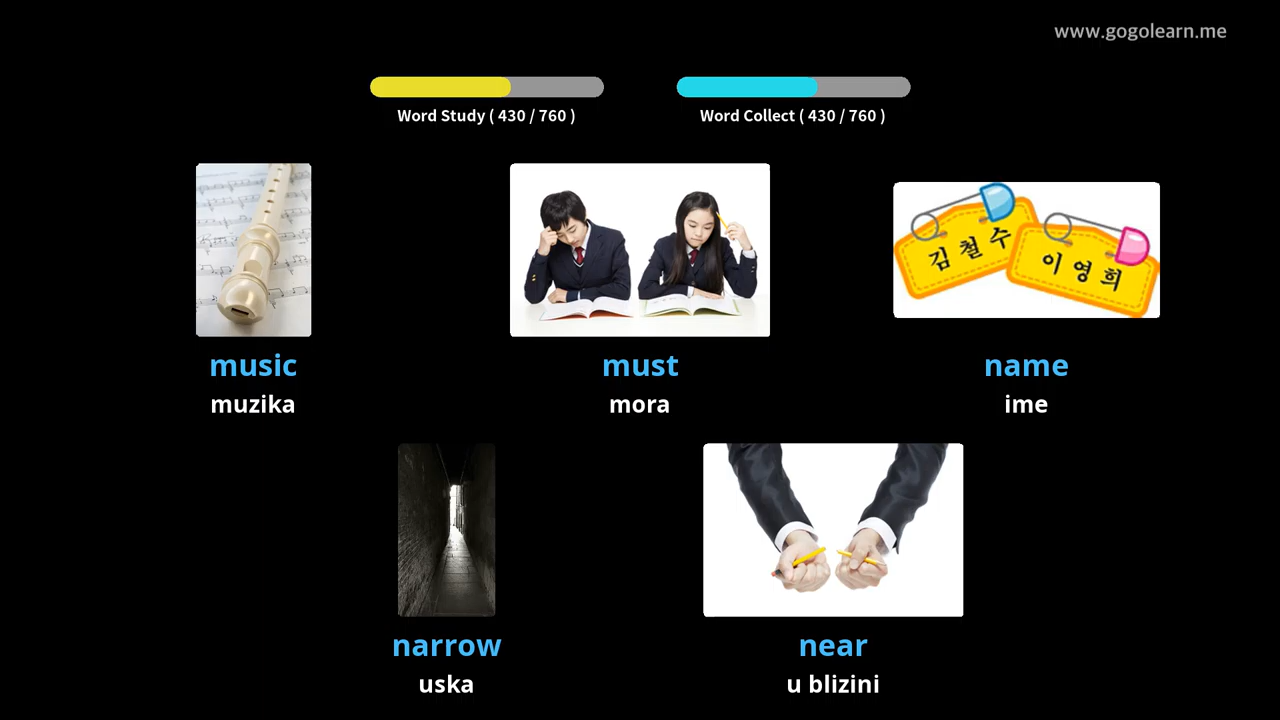 www.gogolearn.me
Word Study ( 430 / 760 )
Word Collect ( 430 / 760 )
김철수
이영희
music
muzika
must
mora
name
ime
narrow
uska
near
u blizini